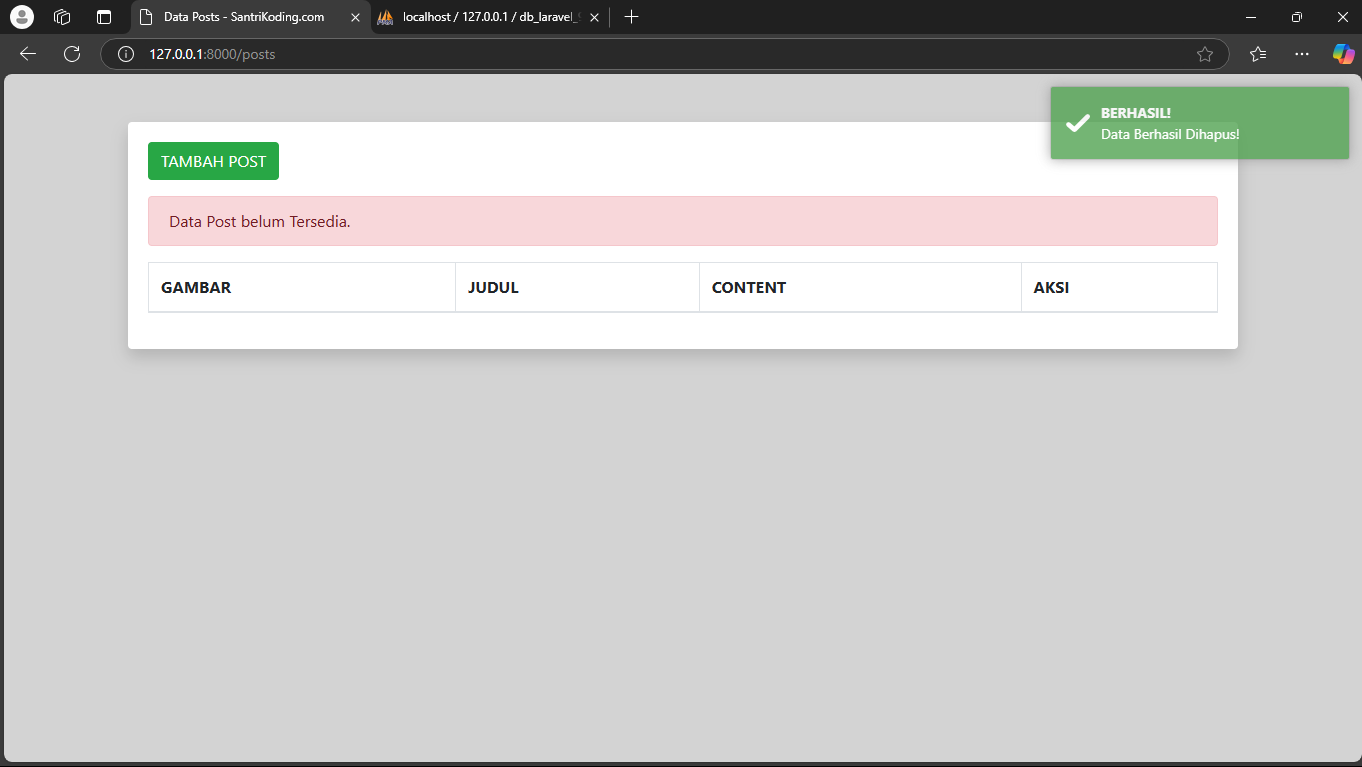 Data Posts - SantriKoding.com
localhost / 127.0.0.1 / db_laravel_
127.0.0.1:8000/posts
BERHASIL!
Data Berhasil Dihapus!
TAMBAH POST
Data Post belum Tersedia.
GAMBAR JUDUL CONTENT AKSI